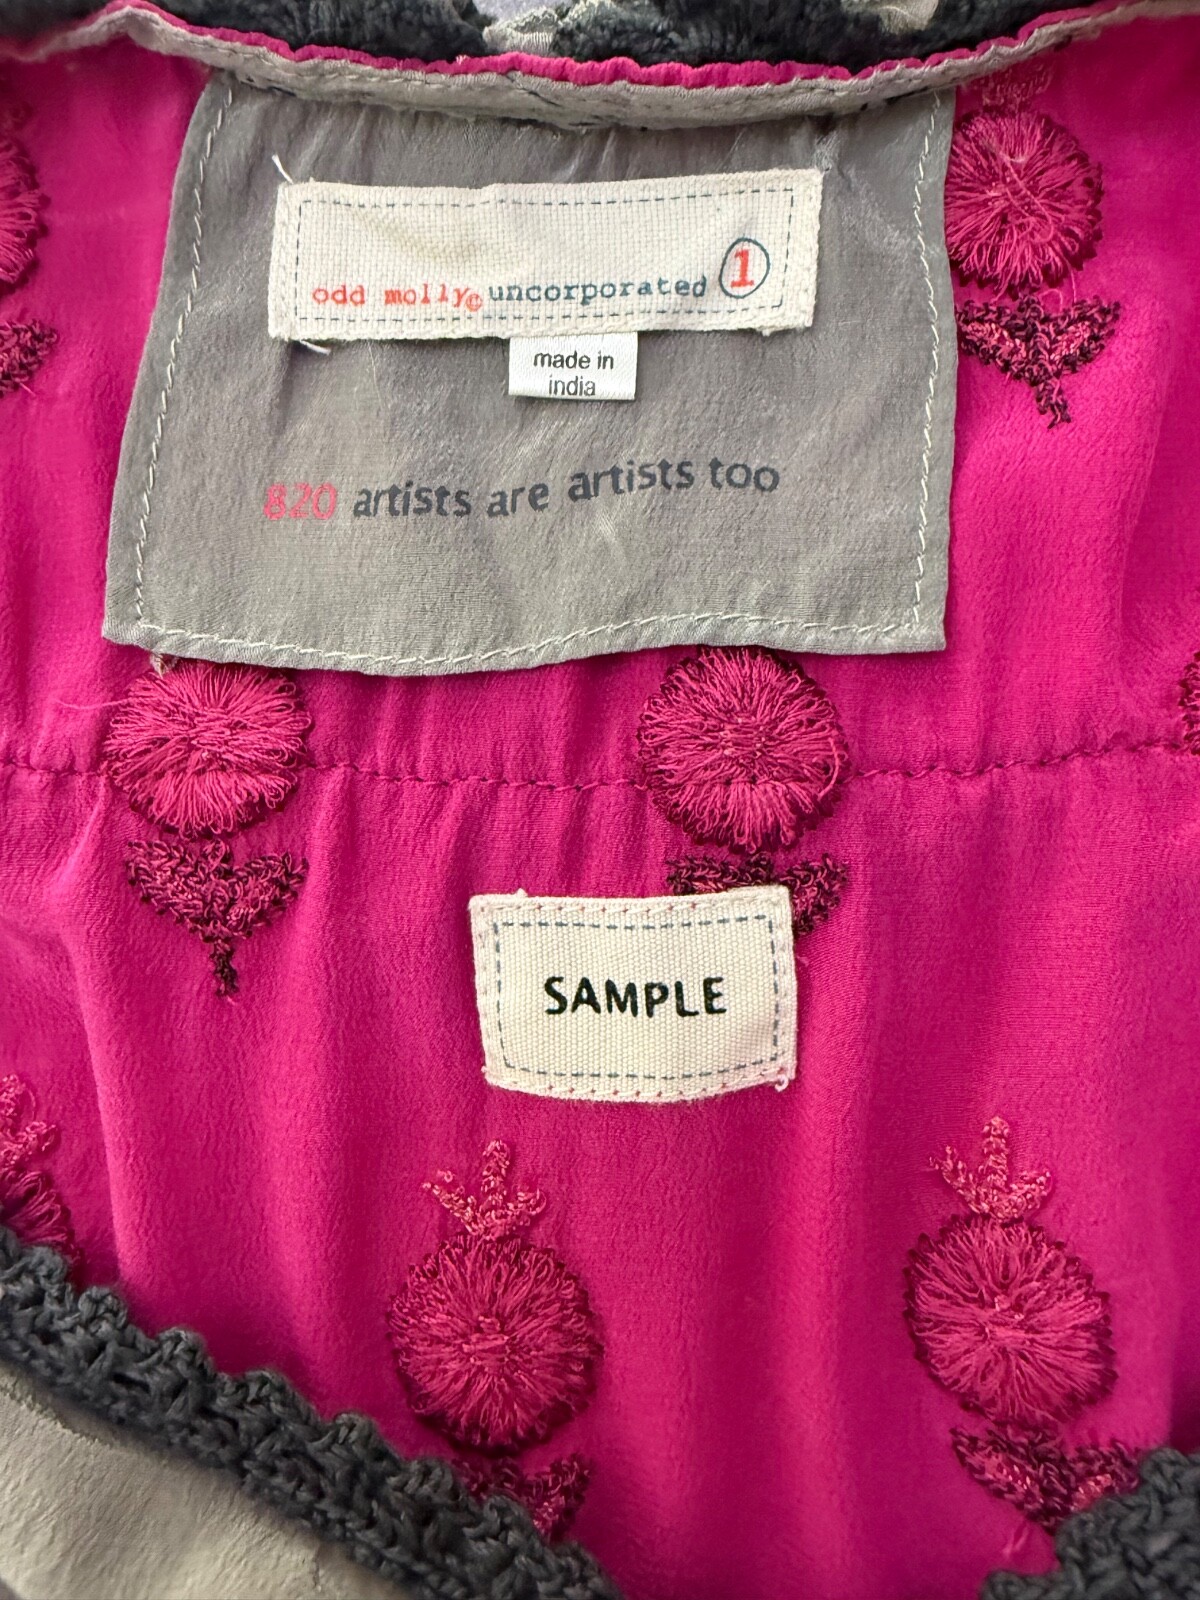 odd molly© uncorporated 1
made in
india
820 artists are artists too
SAMPLE